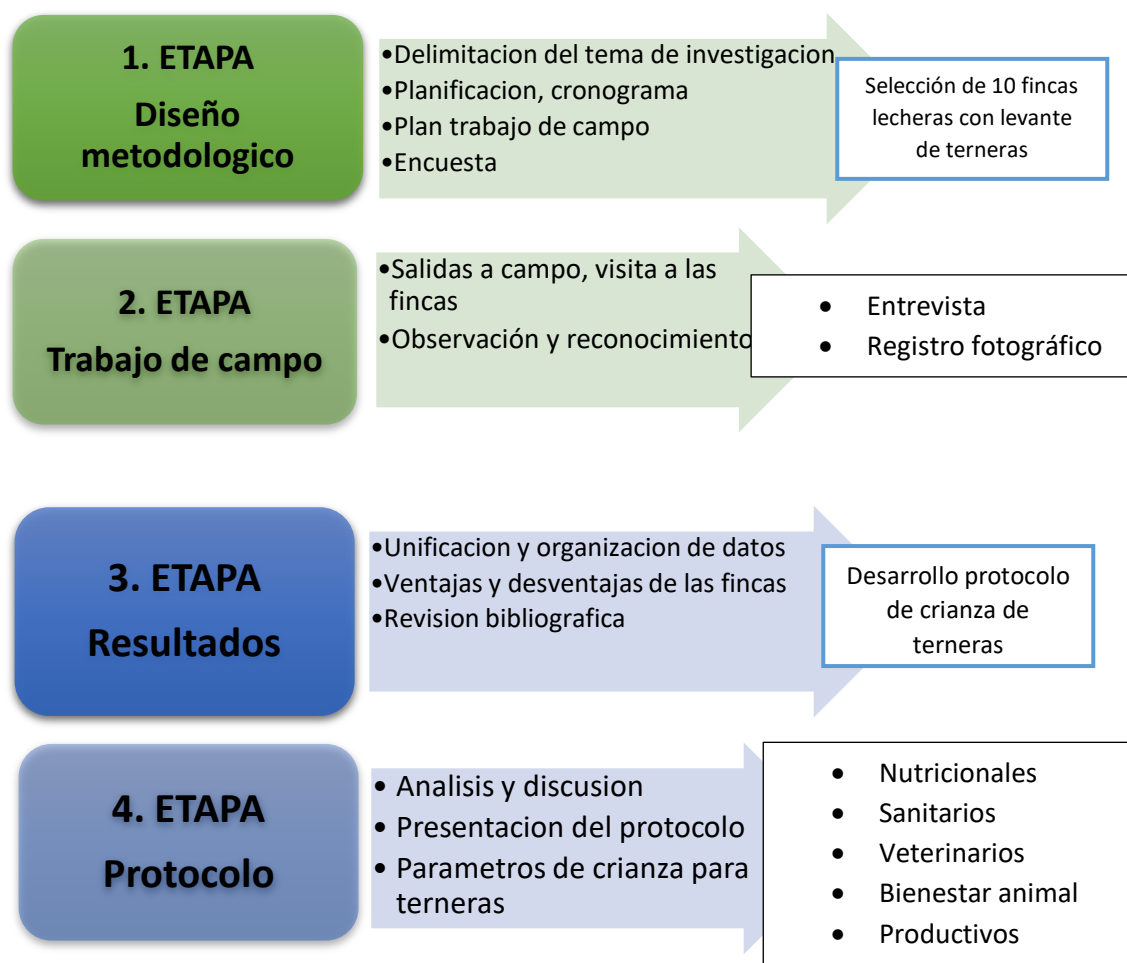 1. ETAPA
Diseño
metodologico
•Delimitacion del tema de investigacion
•Planificacion, cronograma
•Plan trabajo de campo
•Encuesta
Selección de 10 fincas
lecheras con levante
de terneras
2. ETAPA
Trabajo de campo
•Salidas a campo, visita a las
fincas
•Observación y reconocimiento
• Entrevista
• Registro fotográfico
3. ETAPA
Resultados
•Unificacion y organizacion de datos
•Ventajas y desventajas de las fincas
•Revision bibliografica
Desarrollo protocolo
de crianza de
terneras
4. ETAPA
Protocolo
• Analisis y discusion
• Presentacion del protocolo
• Parametros de crianza para
terneras
• Nutricionales
• Sanitarios
• Veterinarios
• Bienestar animal
• Productivos